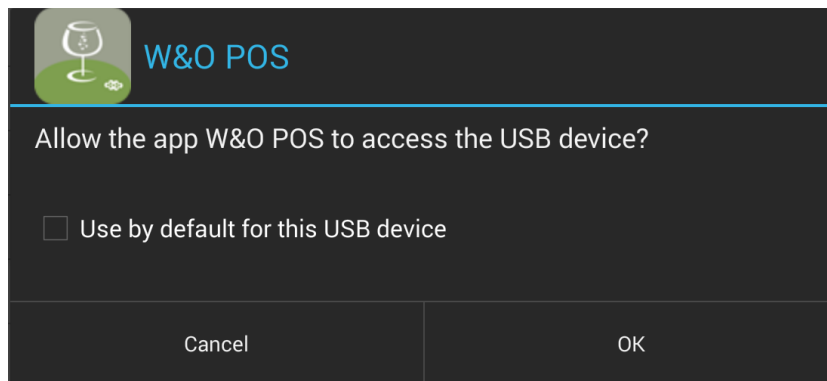 W&O POS
Allow the app W&O POS to access the USB device?
Use by default for this USB device
Cancel
OK